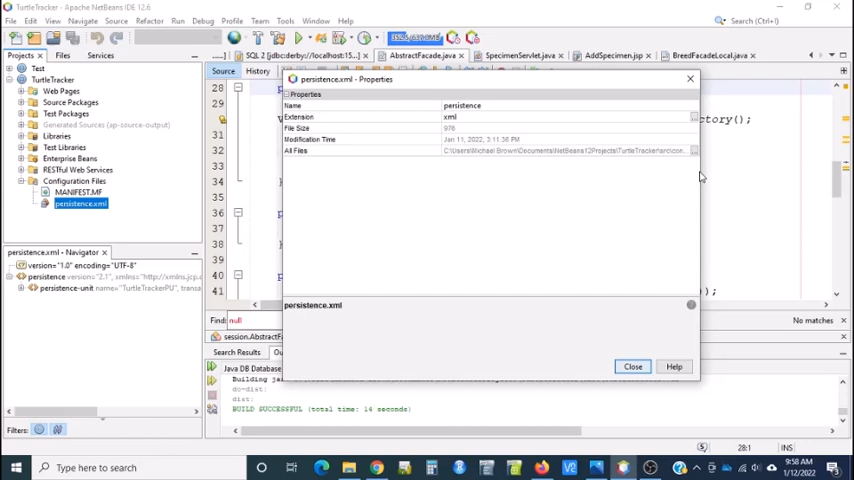 TurtleTracker - Apache NetBeans IDE 12.6
File Edit View Navigate Source Refactor Run Debug Profile Team Tools Window Help
Search (Ctrl+I)
Projects Files Services
SQL 2 [jdbc:derby://localhost:15... AbstractFacade.java SpecimenServlet.java AddSpecimen.jsp BreedFacadeLocal.java
Source History
Test
TurtleTracker
Web Pages
Source Packages
Test Packages
Generated Sources (ap-source-output)
Libraries
Test Libraries
Enterprise Beans
RESTful Web Services
Configuration Files
MANIFEST.MF
persistence.xml
28
29
31
32
34
36
38
40
41
ctory();
);
persistence.xml - Properties
Properties
Name persistence
Extension xml
File Size 976
Modification Time Jan 11, 2022, 3:11:36 PM
All Files C:\Users\Michael Brown\Documents\NetBeans12Projects\TurtleTracker\src\con...
persistence.xml
Close Help
persistence.xml - Navigator
version="1.0" encoding="UTF-8"
persistence version="2.1", xmlns="http://xmlns.jcp
persistence-unit name="TurtleTrackerPU", transac
Filters:
Find: null
No matches
session.AbstractFa
Search Results Ou
Java DB Database
do-dist:
dist:
BUILD SUCCESSFUL (total time: 14 seconds)
28:1 INS
Type here to search
9:58 AM
1/12/2022